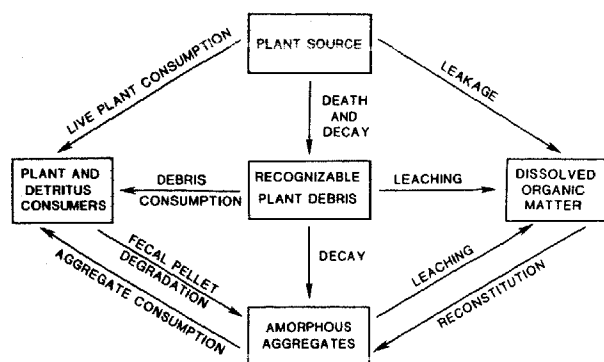 PLANT SOURCE
LIVE PLANT CONSUMPTION
LEAKAGE
DEATH
AND
DECAY
PLANT AND
DETRITUS
CONSUMERS
DEBRIS
CONSUMPTION
RECOGNIZABLE
PLANT DEBRIS
LEACHING
DISSOLVED
ORGANIC
MATTER
FECAL PELLET
DEGRADATION
AGGREGATE CONSUMPTION
DECAY
LEACHING
RECONSTITUTION
AMORPHOUS
AGGREGATES